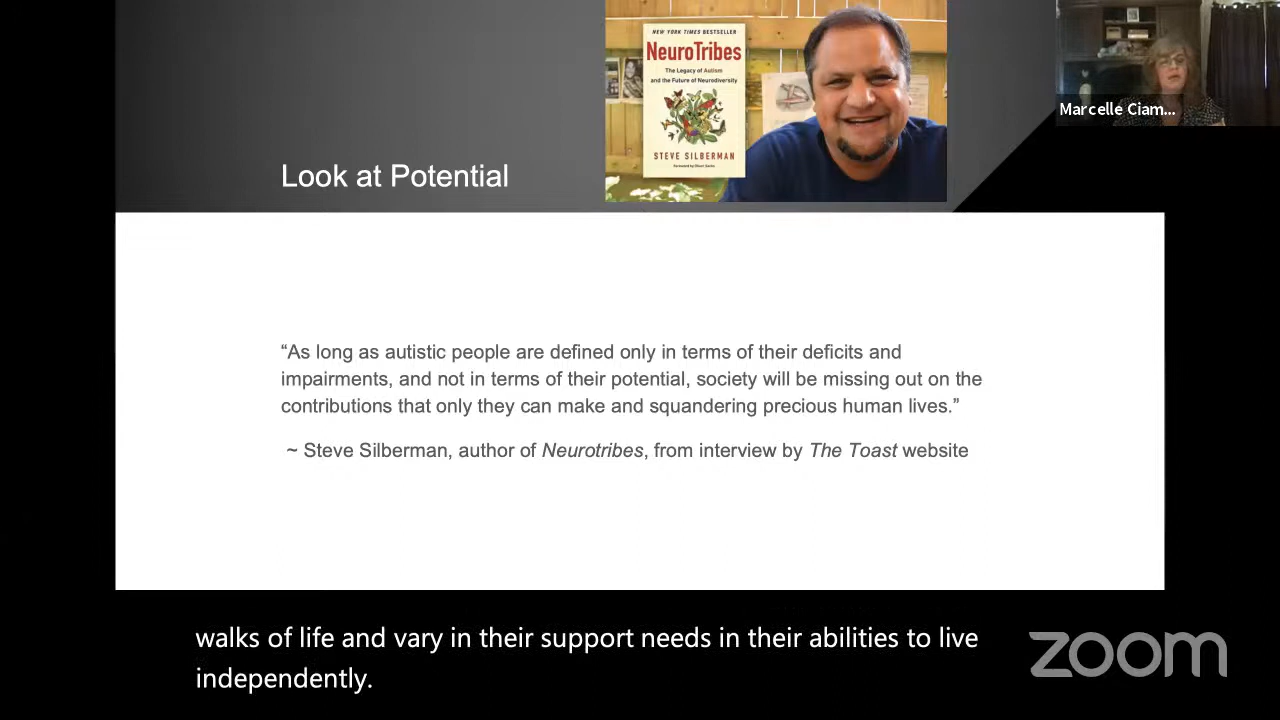 NEW YORK TIMES BESTSELLER
NeuroTribes
The Legacy of Autism
and the Future of Neurodiversity
STEVE SILBERMAN
Foreword by Oliver Sacks
Marcelle Ciam...
Look at Potential
“As long as autistic people are defined only in terms of their deficits and
impairments, and not in terms of their potential, society will be missing out on the
contributions that only they can make and squandering precious human lives.”
~ Steve Silberman, author of Neurotribes, from interview by The Toast website
walks of life and vary in their support needs in their abilities to live
independently.
zoom